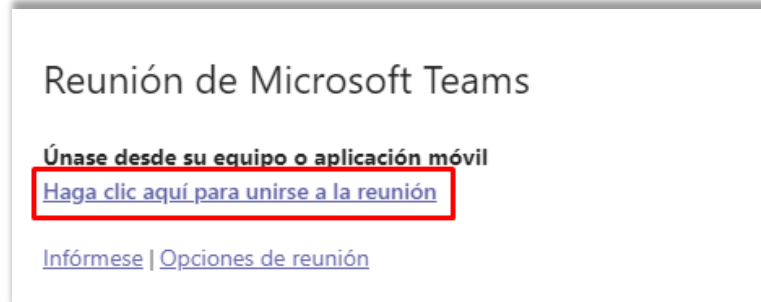 Reunión de Microsoft Teams
Únase desde su equipo o aplicación móvil
Haga clic aquí para unirse a la reunión
Infórmese | Opciones de reunión